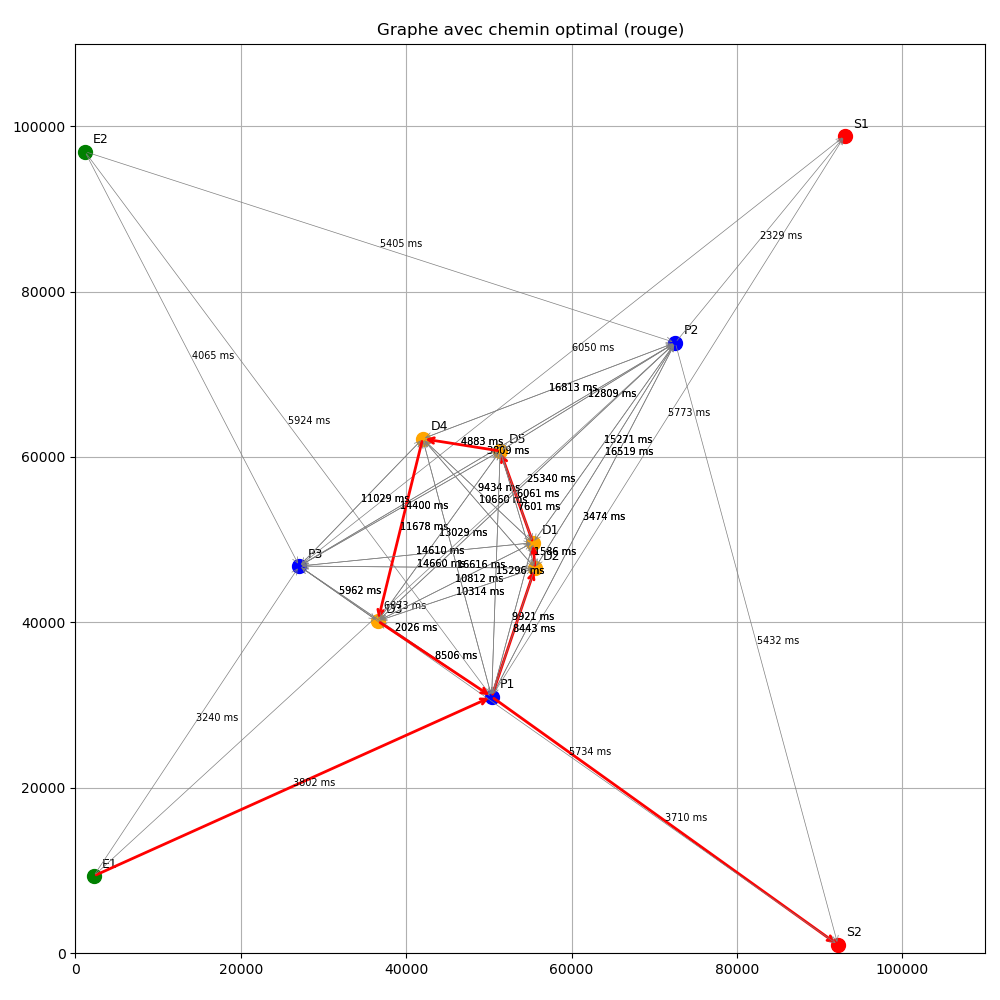 Graphe avec chemin optimal (rouge)
100000
80000
60000
40000
20000
0
E2
S1
2329 ms
5405 ms
P2
6050 ms
4065 ms
16813 ms
12809 ms
5924 ms
5773 ms
D4
D5
4883 ms
15271 ms
16519 ms
25340 ms
9434 ms
11029 ms
10660 ms
14400 ms
7601 ms
3474 ms
11678 ms
13029 ms
D1
14610 ms
1586 ms
D2
P3
14660 ms
15296 ms
10812 ms
5962 ms
10314 ms
D3
9921 ms
2026 ms
8443 ms
8506 ms
P1
3240 ms
5432 ms
5734 ms
3802 ms
3710 ms
E1
S2
0
20000
40000
60000
80000
100000